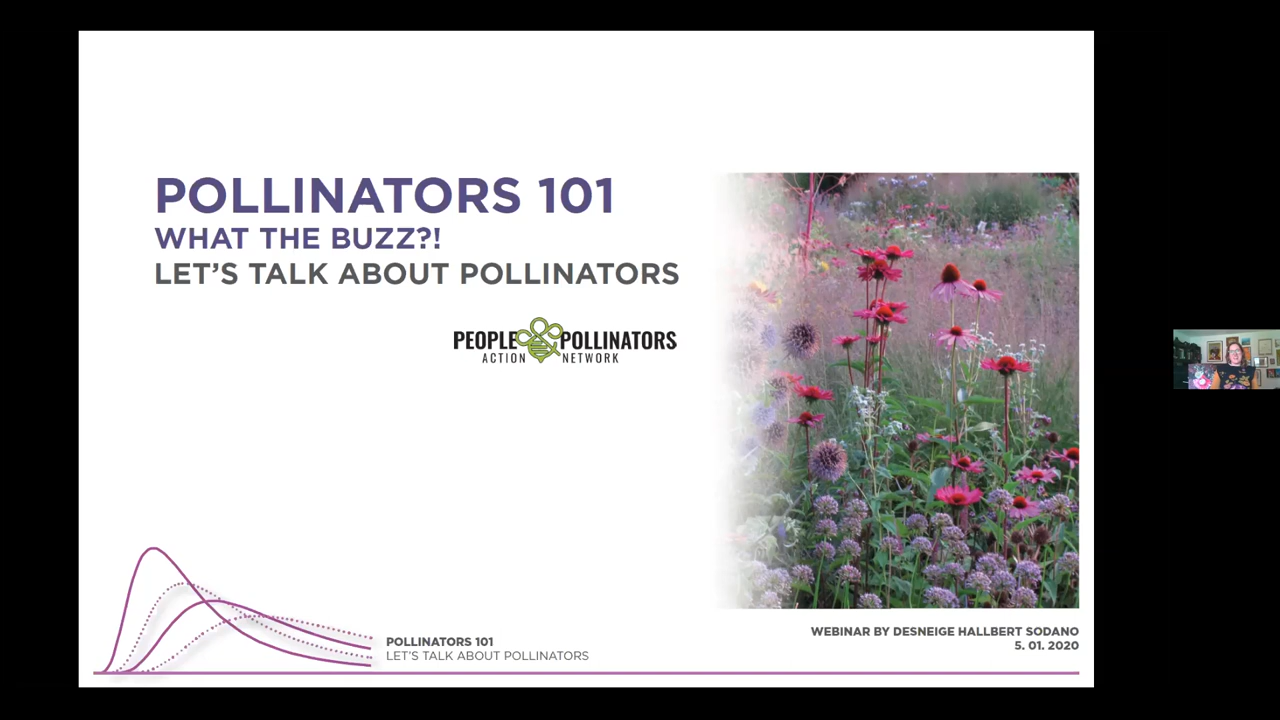 POLLINATORS 101
WHAT THE BUZZ?!
LET'S TALK ABOUT POLLINATORS
PEOPLE POLLINATORS
ACTION NETWORK
POLLINATORS 101
LET'S TALK ABOUT POLLINATORS
WEBINAR BY DESNEIGE HALLBERT SODANO
5. 01. 2020